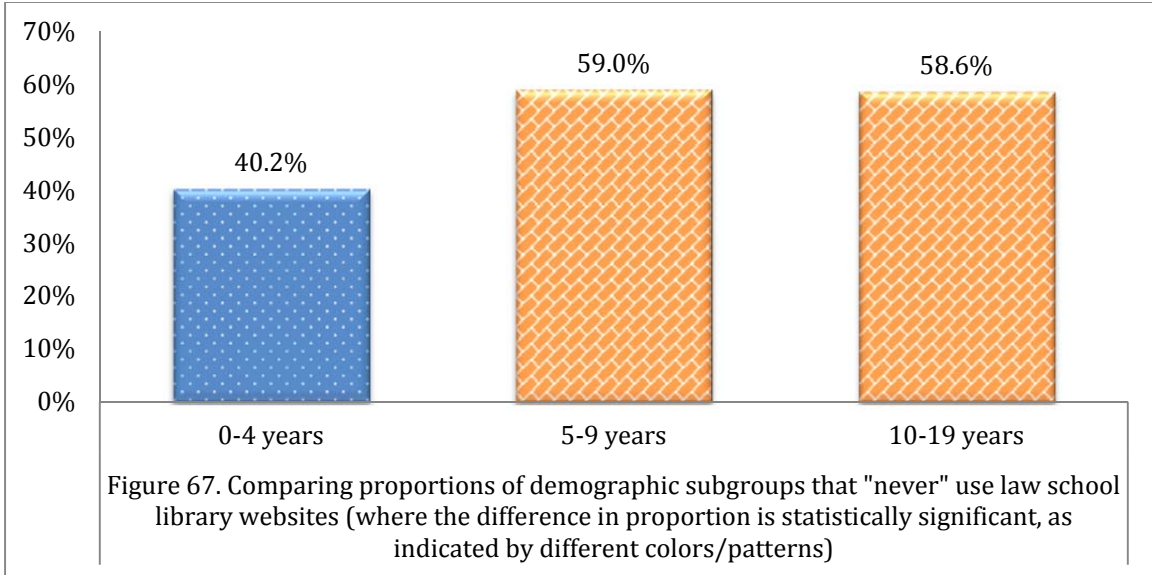 70%
60%
50%
40%
30%
20%
10%
0%
40.2%
59.0%
58.6%
0-4 years
5-9 years
10-19 years
Figure 67. Comparing proportions of demographic subgroups that "never" use law school
library websites (where the difference in proportion is statistically significant, as
indicated by different colors/patterns)